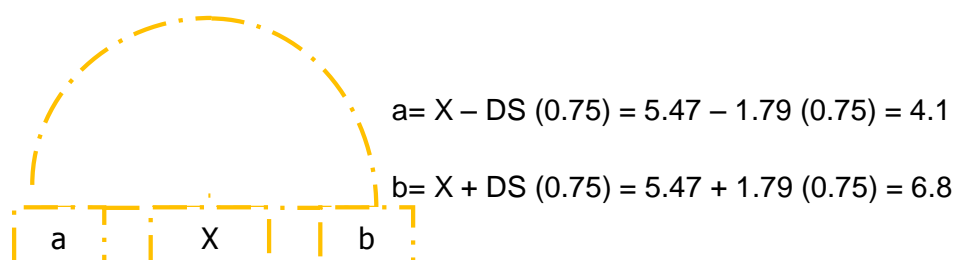 a= X – DS (0.75) = 5.47 – 1.79 (0.75) = 4.1
b= X + DS (0.75) = 5.47 + 1.79 (0.75) = 6.8
a X b